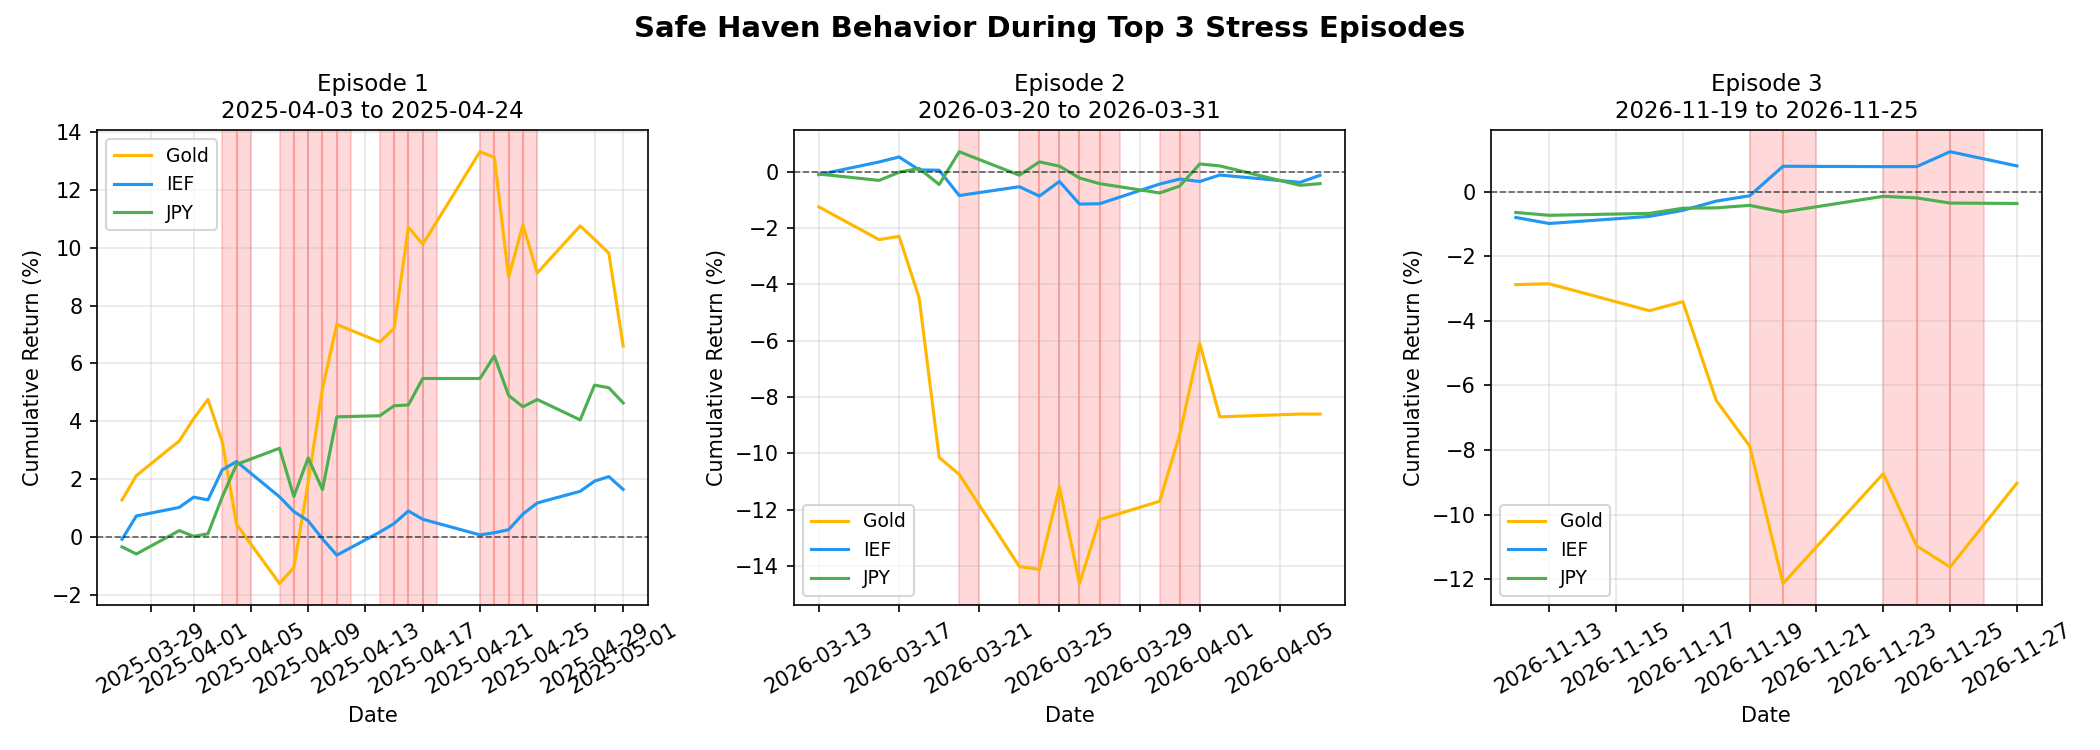 Safe Haven Behavior During Top 3 Stress Episodes
Episode 1
2025-04-03 to 2025-04-24
Cumulative Return (%)
14
12
10
8
6
4
2
0
−2
Gold
IEF
JPY
2025-03-29
2025-04-01
2025-04-05
2025-04-09
2025-04-13
2025-04-17
2025-04-21
2025-04-25
2025-04-29
2025-05-01
Date
Episode 2
2026-03-20 to 2026-03-31
Cumulative Return (%)
0
−2
−4
−6
−8
−10
−12
−14
Gold
IEF
JPY
2026-03-13
2026-03-17
2026-03-21
2026-03-25
2026-03-29
2026-04-01
2026-04-05
Date
Episode 3
2026-11-19 to 2026-11-25
Cumulative Return (%)
0
−2
−4
−6
−8
−10
−12
Gold
IEF
JPY
2026-11-13
2026-11-15
2026-11-17
2026-11-19
2026-11-21
2026-11-23
2026-11-25
2026-11-27
Date